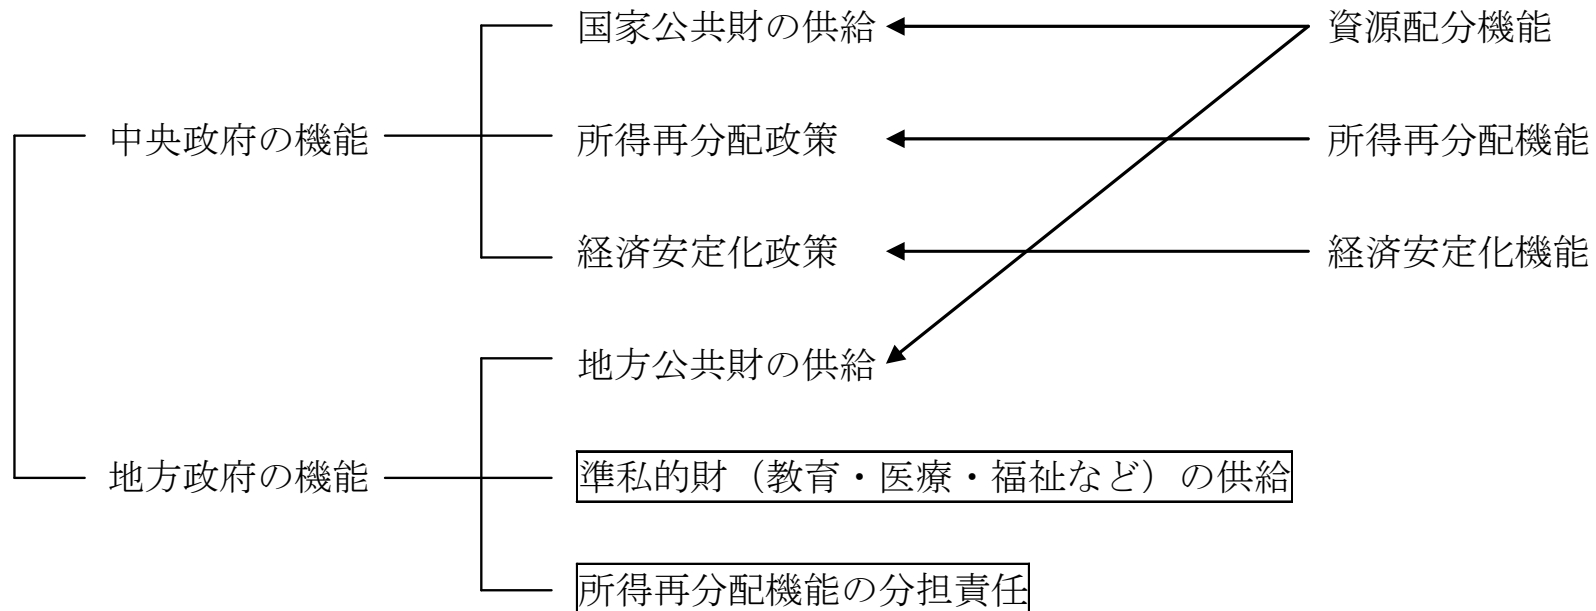 国家公共財の供給
資源配分機能
中央政府の機能
所得再分配政策
所得再分配機能
経済安定化政策
経済安定化機能
地方公共財の供給
地方政府の機能
準私的財（教育・医療・福祉など）の供給
所得再分配機能の分担責任